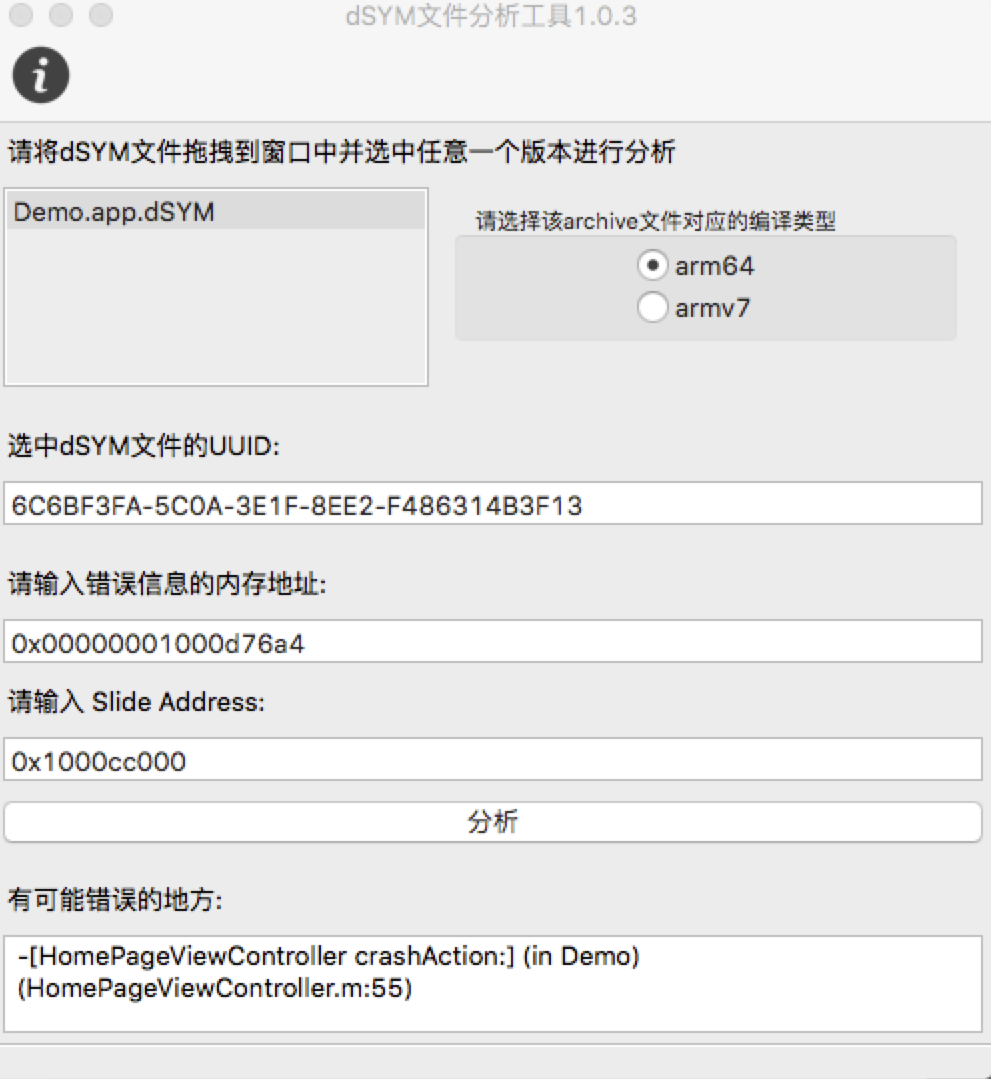 dSYM文件分析工具1.0.3
i
请将dSYM文件拖拽到窗口中并选中任意一个版本进行分析
Demo.app.dSYM
请选择该archive文件对应的编译类型
arm64
armv7
选中dSYM文件的UUID:
6C6BF3FA-5C0A-3E1F-8EE2-F486314B3F13
请输入错误信息的内存地址:
0x00000001000d76a4
请输入 Slide Address:
0x1000cc000
分析
有可能错误的地方:
-[HomePageViewController crashAction:] (in Demo)
(HomePageViewController.m:55)